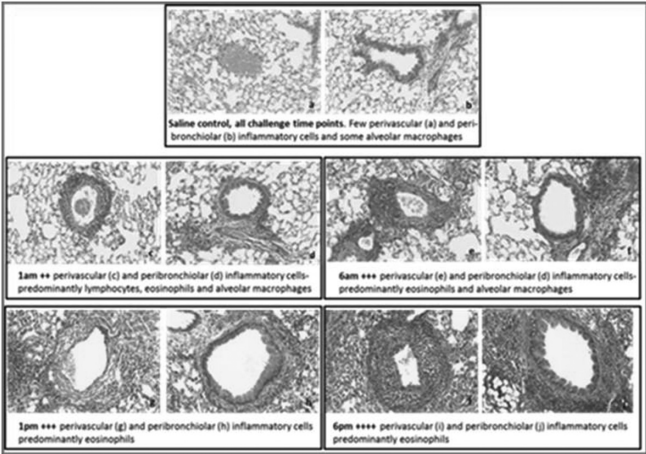 a
b
Saline control, all challenge time points. Few perivascular (a) and peri-
bronchiolar (b) inflammatory cells and some alveolar macrophages
c
d
e
f
1am ++ perivascular (c) and peribronchiolar (d) inflammatory cells-
predominantly lymphocytes, eosinophils and alveolar macrophages
6am +++ perivascular (e) and peribronchiolar (d) inflammatory cells-
predominantly eosinophils and alveolar macrophages
1pm +++ perivascular (g) and peribronchiolar (h) inflammatory cells
predominantly eosinophils
6pm ++++ perivascular (i) and peribronchiolar (j) inflammatory cells
predominantly eosinophils